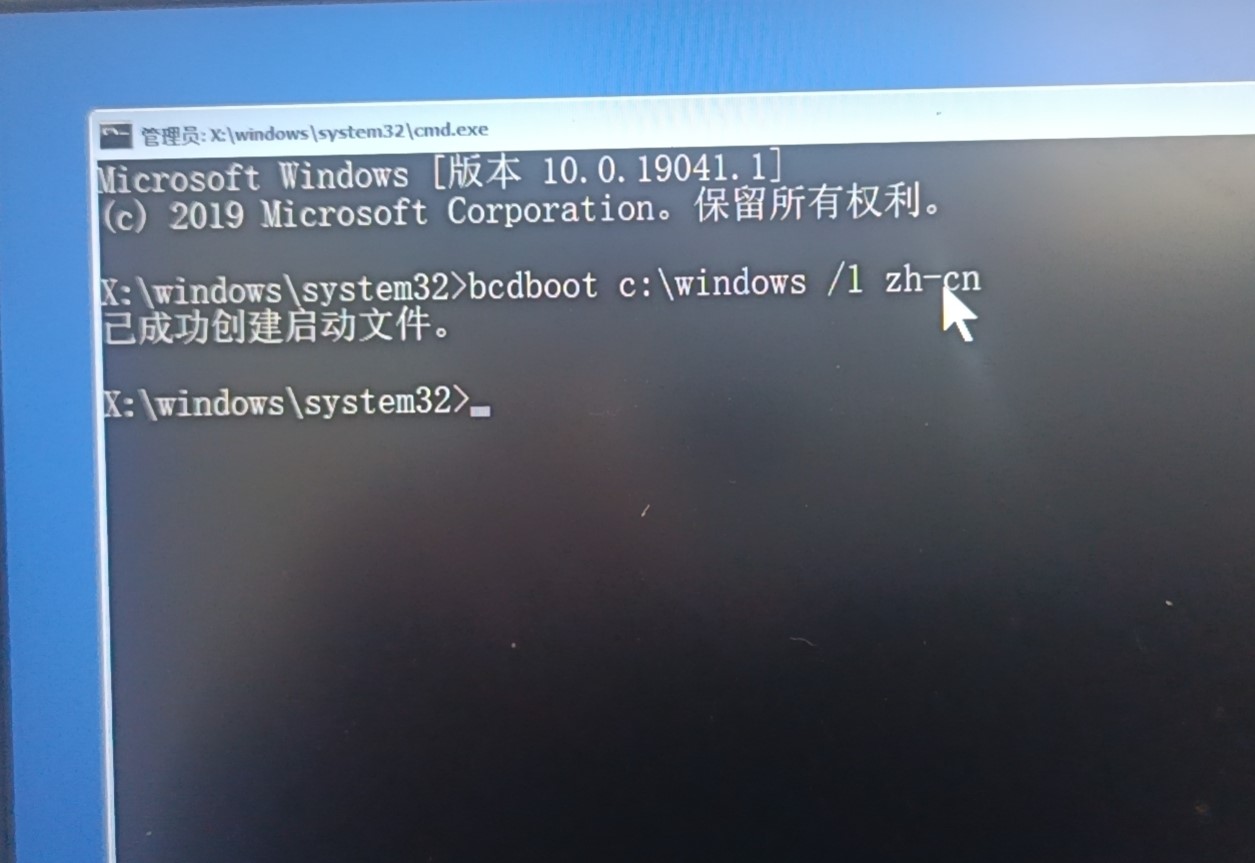 管理员: X:\windows\system32\cmd.exe
Microsoft Windows [版本 10.0.19041.1]
(c) 2019 Microsoft Corporation。保留所有权利。
X:\windows\system32>bcdboot c:\windows /l zh-cn
已成功创建启动文件。
X:\windows\system32>